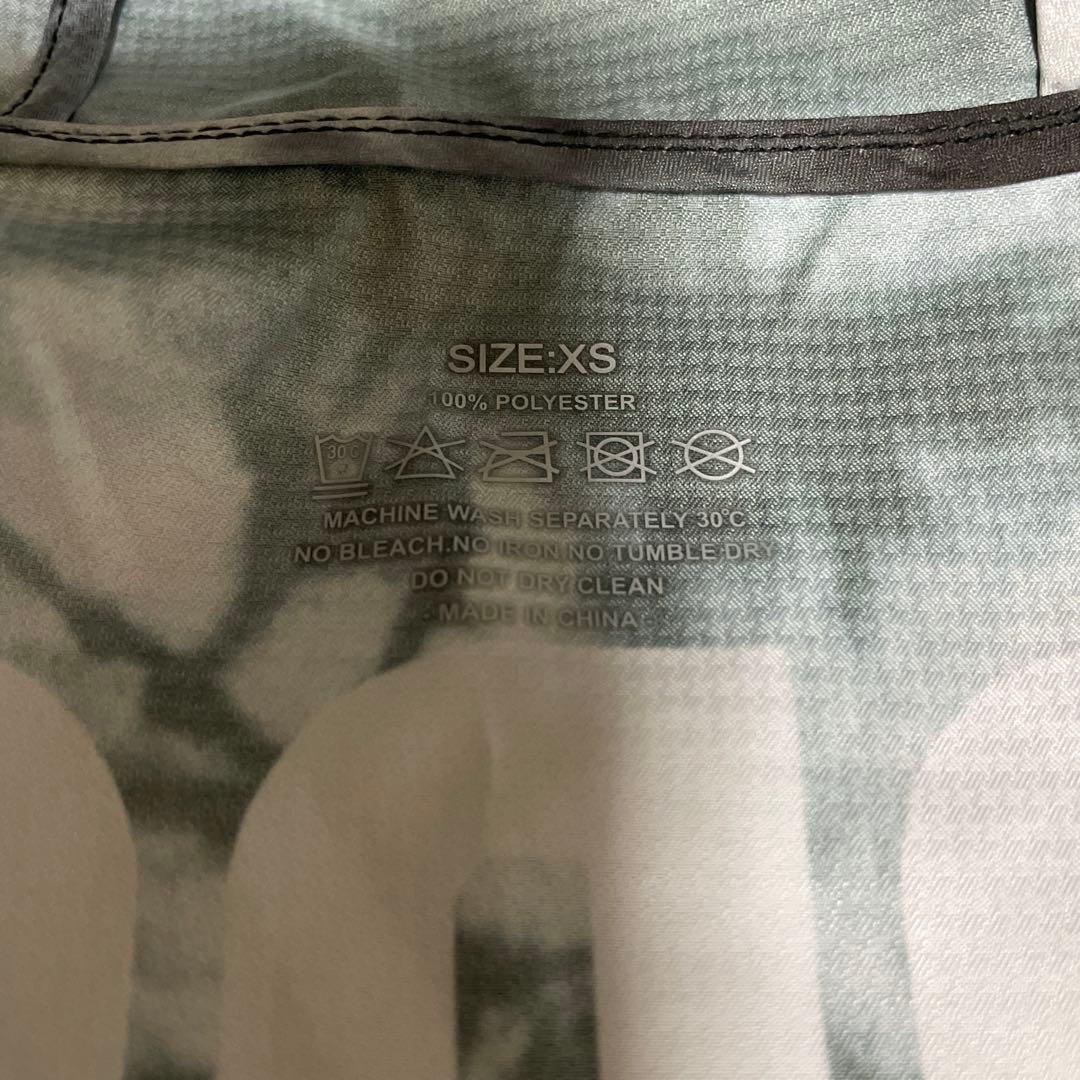 SIZE:XS
100% POLYESTER
30°C
MACHINE WASH SEPARATELY 30°C
NO BLEACH.NO IRON NO TUMBLE DRY
DO NOT DRY CLEAN
MADE IN CHINA